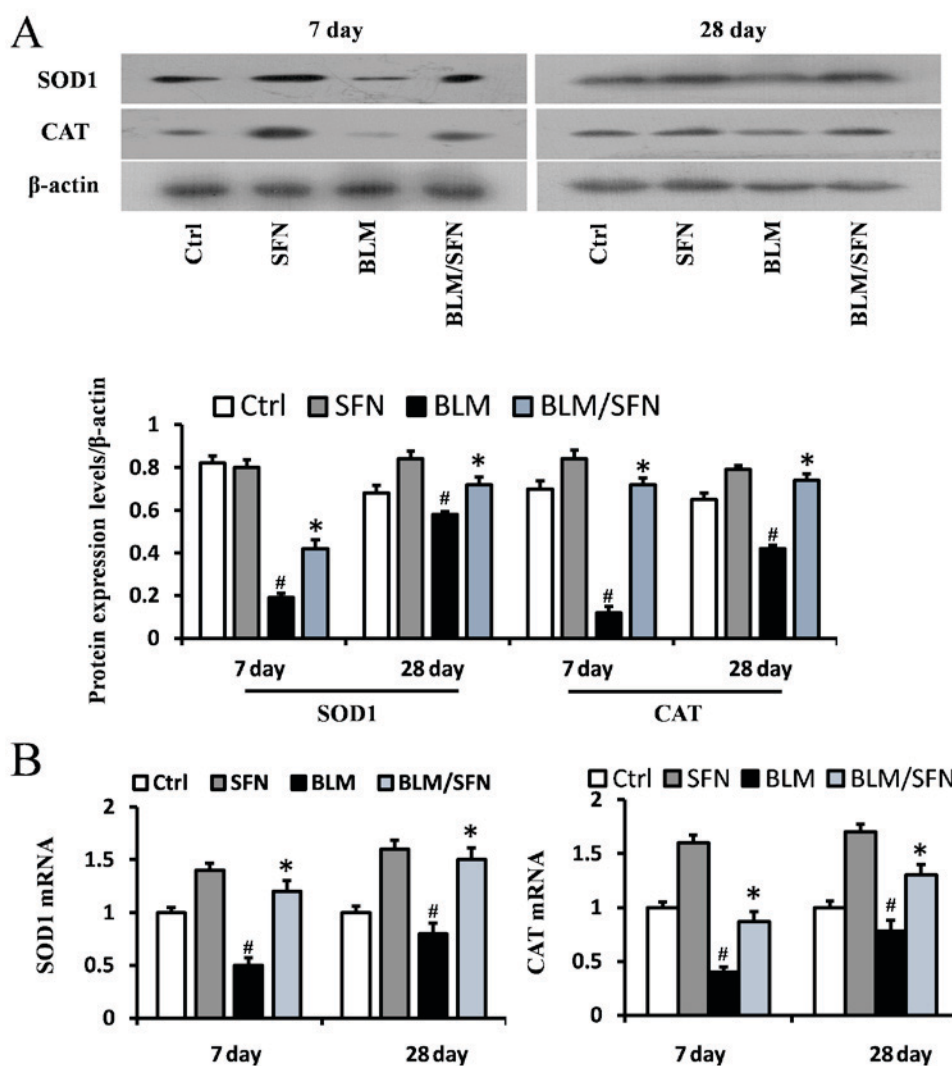 A
7 day 28 day
SOD1
CAT
β-actin
Ctrl SFN BLM BLM/SFN Ctrl SFN BLM BLM/SFN
Ctrl SFN BLM BLM/SFN
Protein expression levels/β-actin
1
0.8
0.6
0.4
0.2
0
* # # * # * # *
7 day 28 day 7 day 28 day
SOD1 CAT
B
Ctrl SFN BLM BLM/SFN
SOD1 mRNA
2
1.5
1
0.5
0
# * # *
7 day 28 day
Ctrl SFN BLM BLM/SFN
CAT mRNA
2
1.5
1
0.5
0
# * # *
7 day 28 day